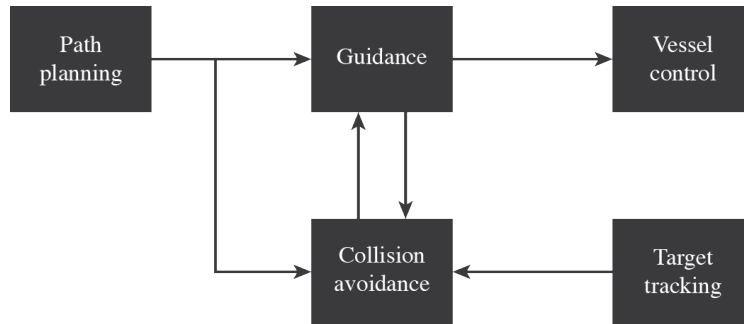 Path
planning
Guidance
Vessel
control
Collision
avoidance
Target
tracking